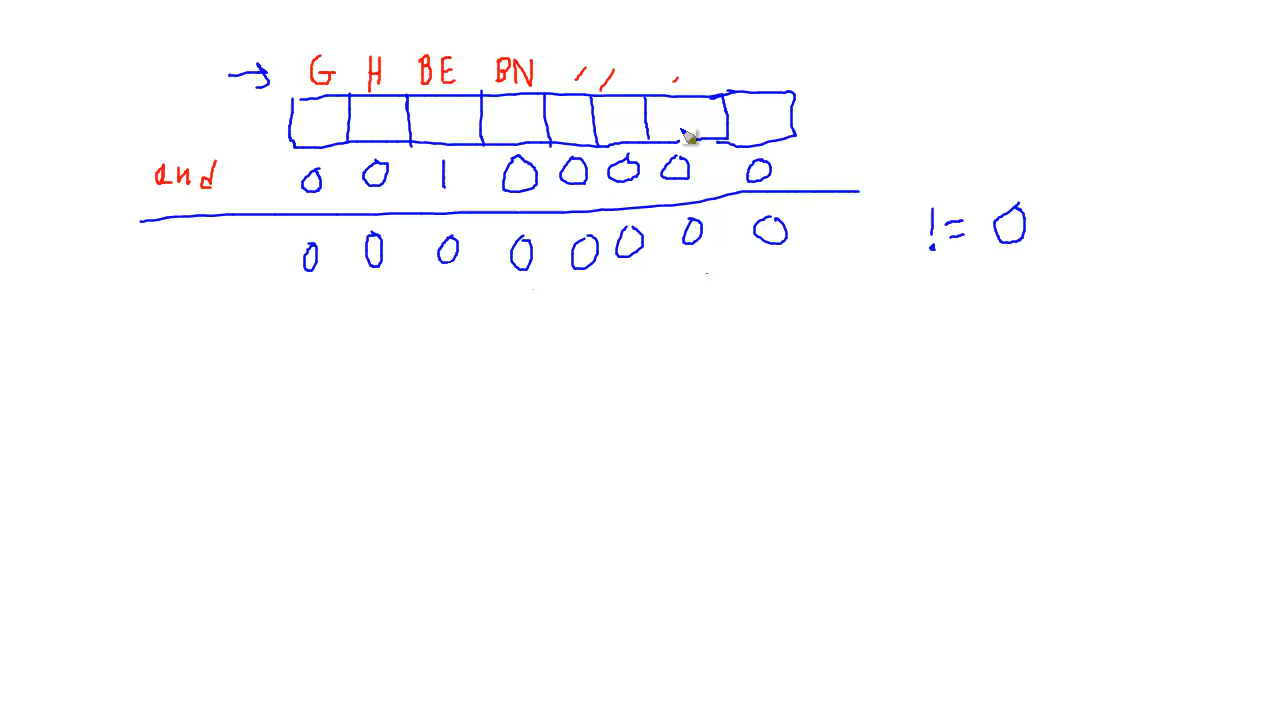 → G H BE BN ′ ′ ′
and 0 0 1 0 0 0 0 0
0 0 0 0 0 0 0 0 != 0